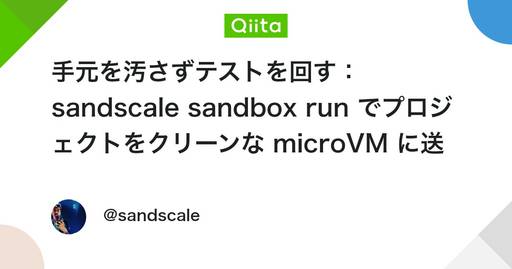 Qiita
手元を汚さずテストを回す：
sandscale sandbox run でプロジ
ェクトをクリーンな microVM に送
@sandscale